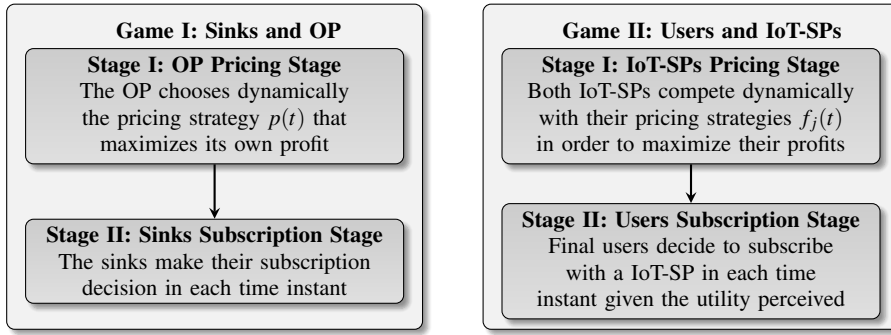 Game I: Sinks and OP
Stage I: OP Pricing Stage
The OP chooses dynamically
the pricing strategy p(t) that
maximizes its own profit
Stage II: Sinks Subscription Stage
The sinks make their subscription
decision in each time instant
Game II: Users and IoT-SPs
Stage I: IoT-SPs Pricing Stage
Both IoT-SPs compete dynamically
with their pricing strategies f_j(t)
in order to maximize their profits
Stage II: Users Subscription Stage
Final users decide to subscribe
with a IoT-SP in each time
instant given the utility perceived